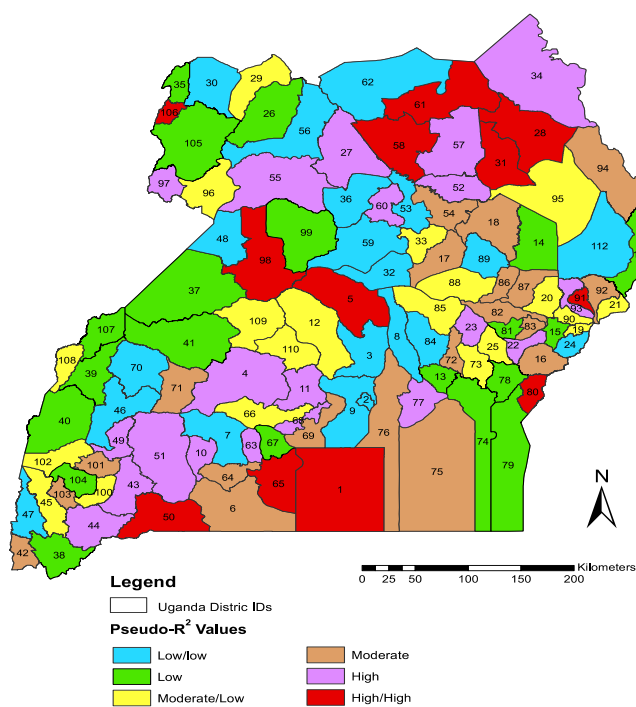 35 30 29 62 34
106 26 61
105 56 58 57 28
27 31
97 96 55 52 94
95
36 60 53 54 18
48 98 99 59 33 17 14 112
89
37 32 88 86 87 92
5 20 91 93 21
109 12 85 82 90
107 41 8 23 81 83 15 19
108 110 3 84 25 22 24
39 70 72 73 16
71 4 11 13 78 80
40 46 66 2 77
49 68 9 76
102 51 10 7 63 67 69 74
101 75 79
104 43 64 65 1
47 45 103 100
44 50 6
42 38
N
Kilometers
0 25 50 100 150 200
Legend
Uganda Distric IDs
Pseudo-R² Values
Low/low
Low
Moderate/Low
Moderate
High
High/High